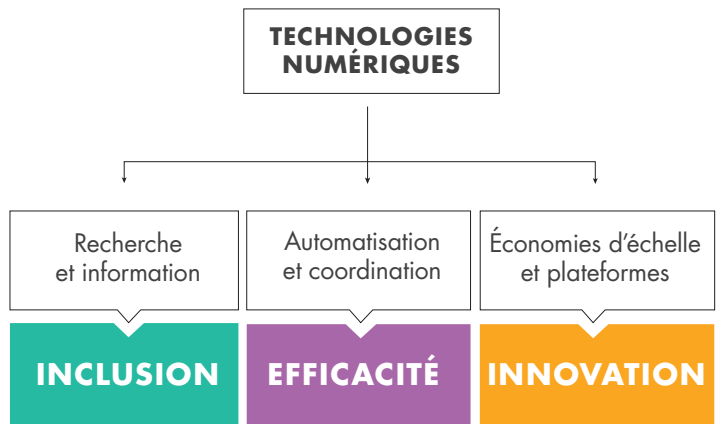 TECHNOLOGIES
NUMÉRIQUES
Recherche
et information
Automatisation
et coordination
Économies d'échelle
et plateformes
INCLUSION
EFFICACITÉ
INNOVATION